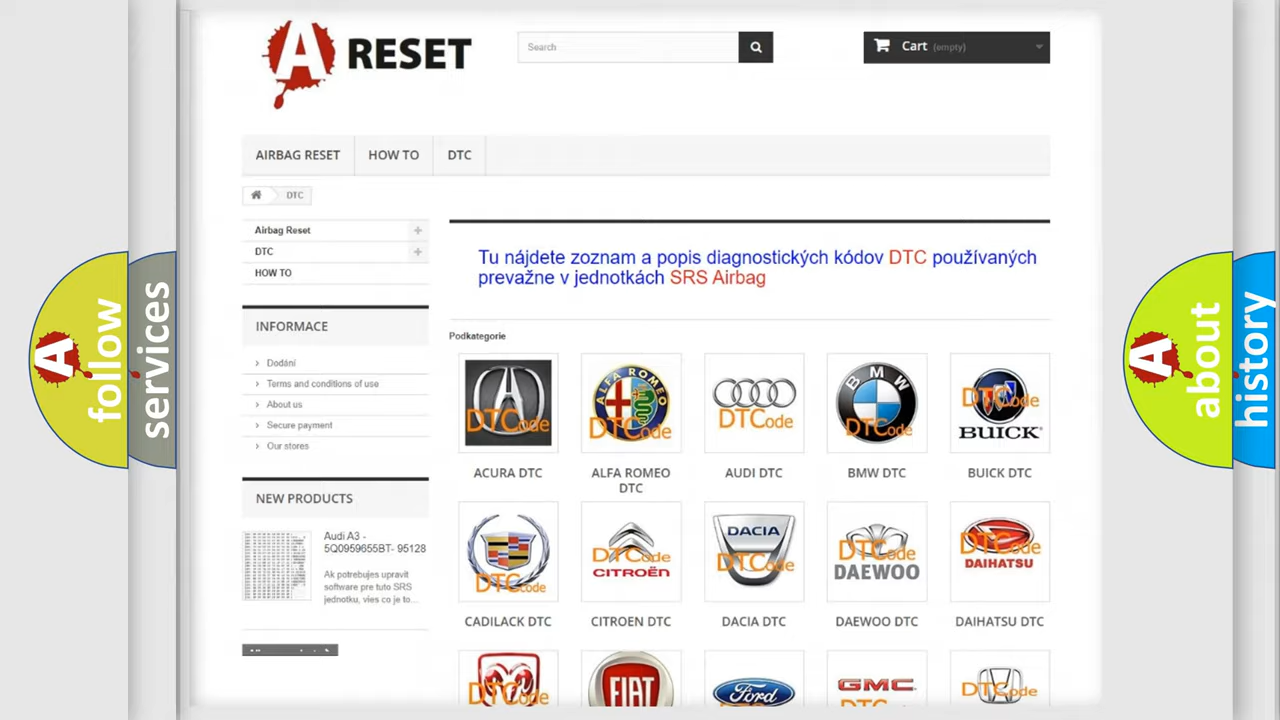 A RESET
Search
Cart (empty)
AIRBAG RESET
HOW TO
DTC
DTC
Airbag Reset
DTC
HOW TO
INFORMACE
Dodání
Terms and conditions of use
About us
Secure payment
Our stores
NEW PRODUCTS
Audi A3 -
5Q0959655BT- 95128
Ak potrebujes upravit
software pre tuto SRS
jednotku, vies co je to...
Tu nájdete zoznam a popis diagnostických kódov DTC používaných
prevažne v jednotkách SRS Airbag
Podkategorie
DTCode
ALFA ROMEO
DTCode
DTCode
BMW
DTCode
DTCode
BUICK
ACURA DTC
ALFA ROMEO
DTC
AUDI DTC
BMW DTC
BUICK DTC
DTCode
DTCode
CITROËN
DACIA
DTCode
DTCode
DAEWOO
DTCode
DAIHATSU
CADILACK DTC
CITROEN DTC
DACIA DTC
DAEWOO DTC
DAIHATSU DTC
DTCode
FIAT
Ford
GMC
DTCode
A follow
services
A about
history